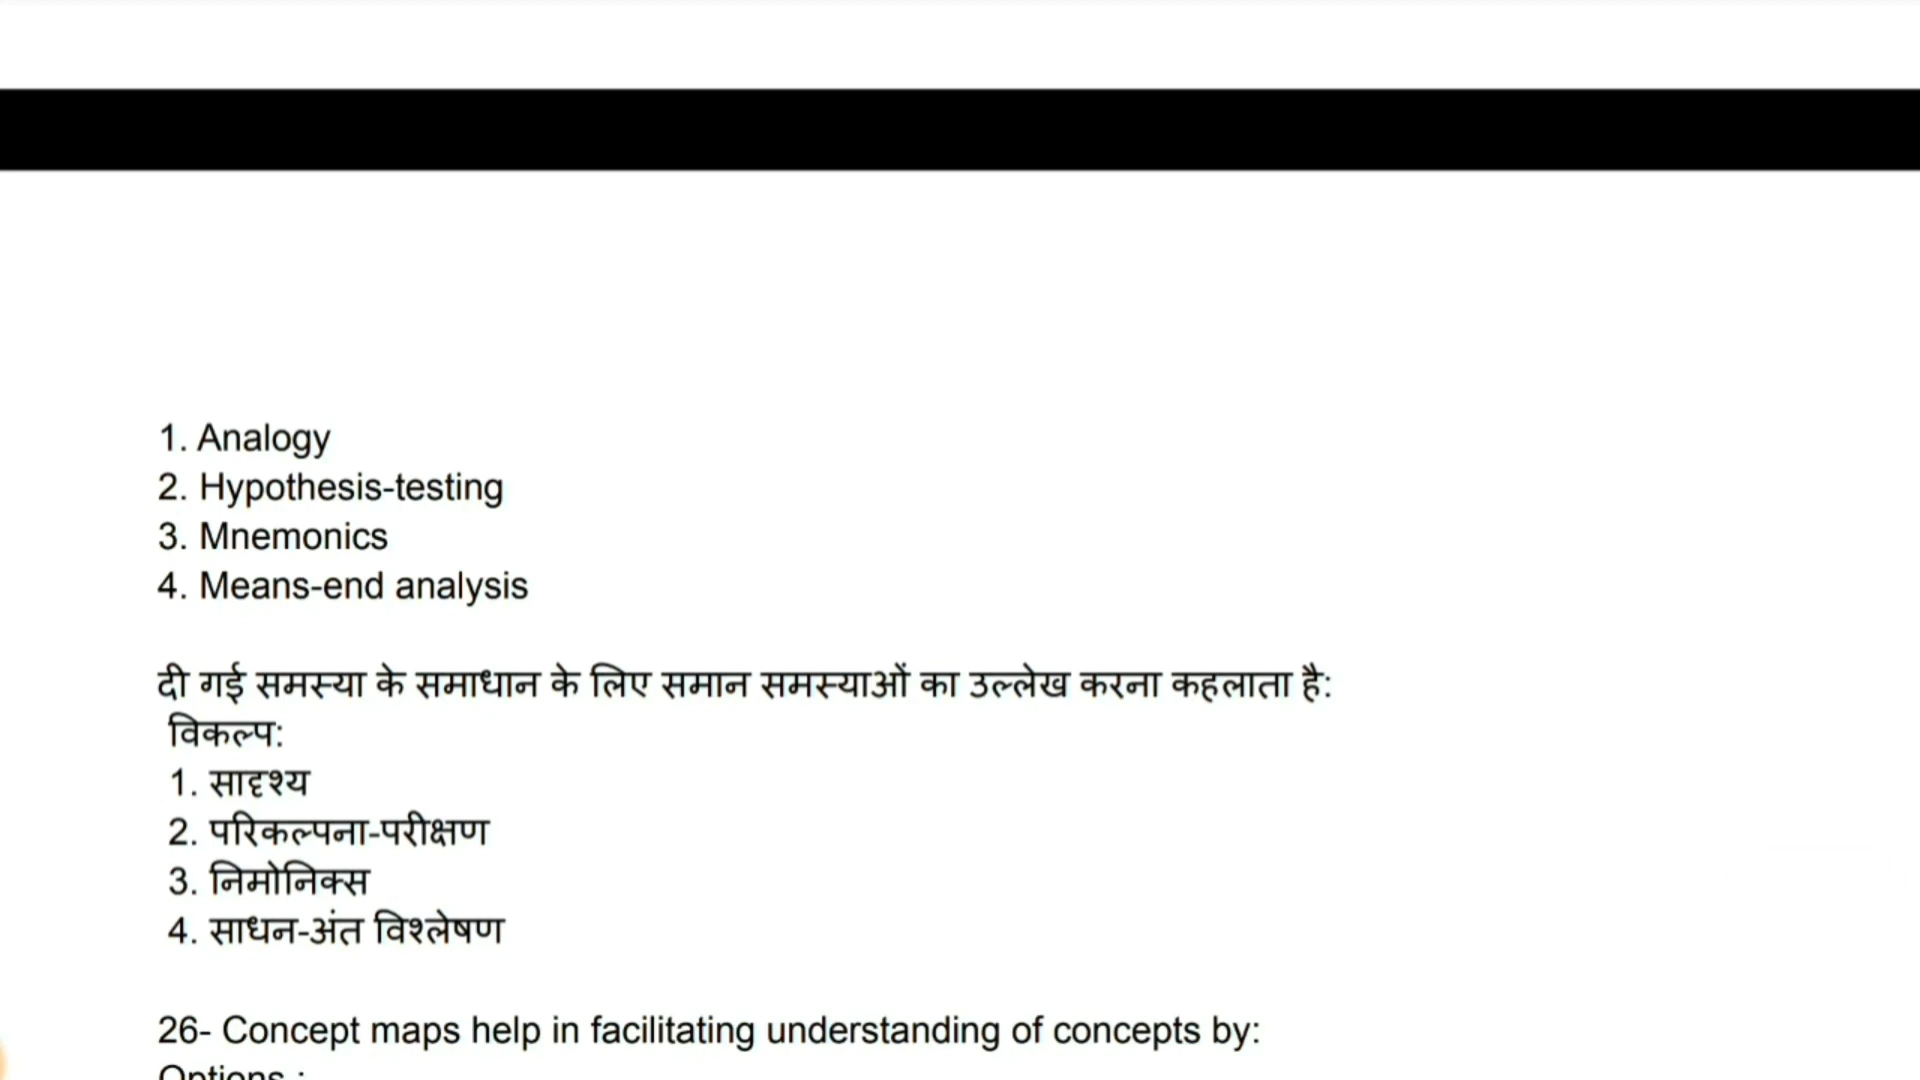 1. Analogy
2. Hypothesis-testing
3. Mnemonics
4. Means-end analysis
दी गई समस्या के समाधान के लिए समान समस्याओं का उल्लेख करना कहलाता है:
विकल्प:
1. सादृश्य
2. परिकल्पना-परीक्षण
3. निमोनिक्स
4. साधन-अंत विश्लेषण
26- Concept maps help in facilitating understanding of concepts by:
Options :